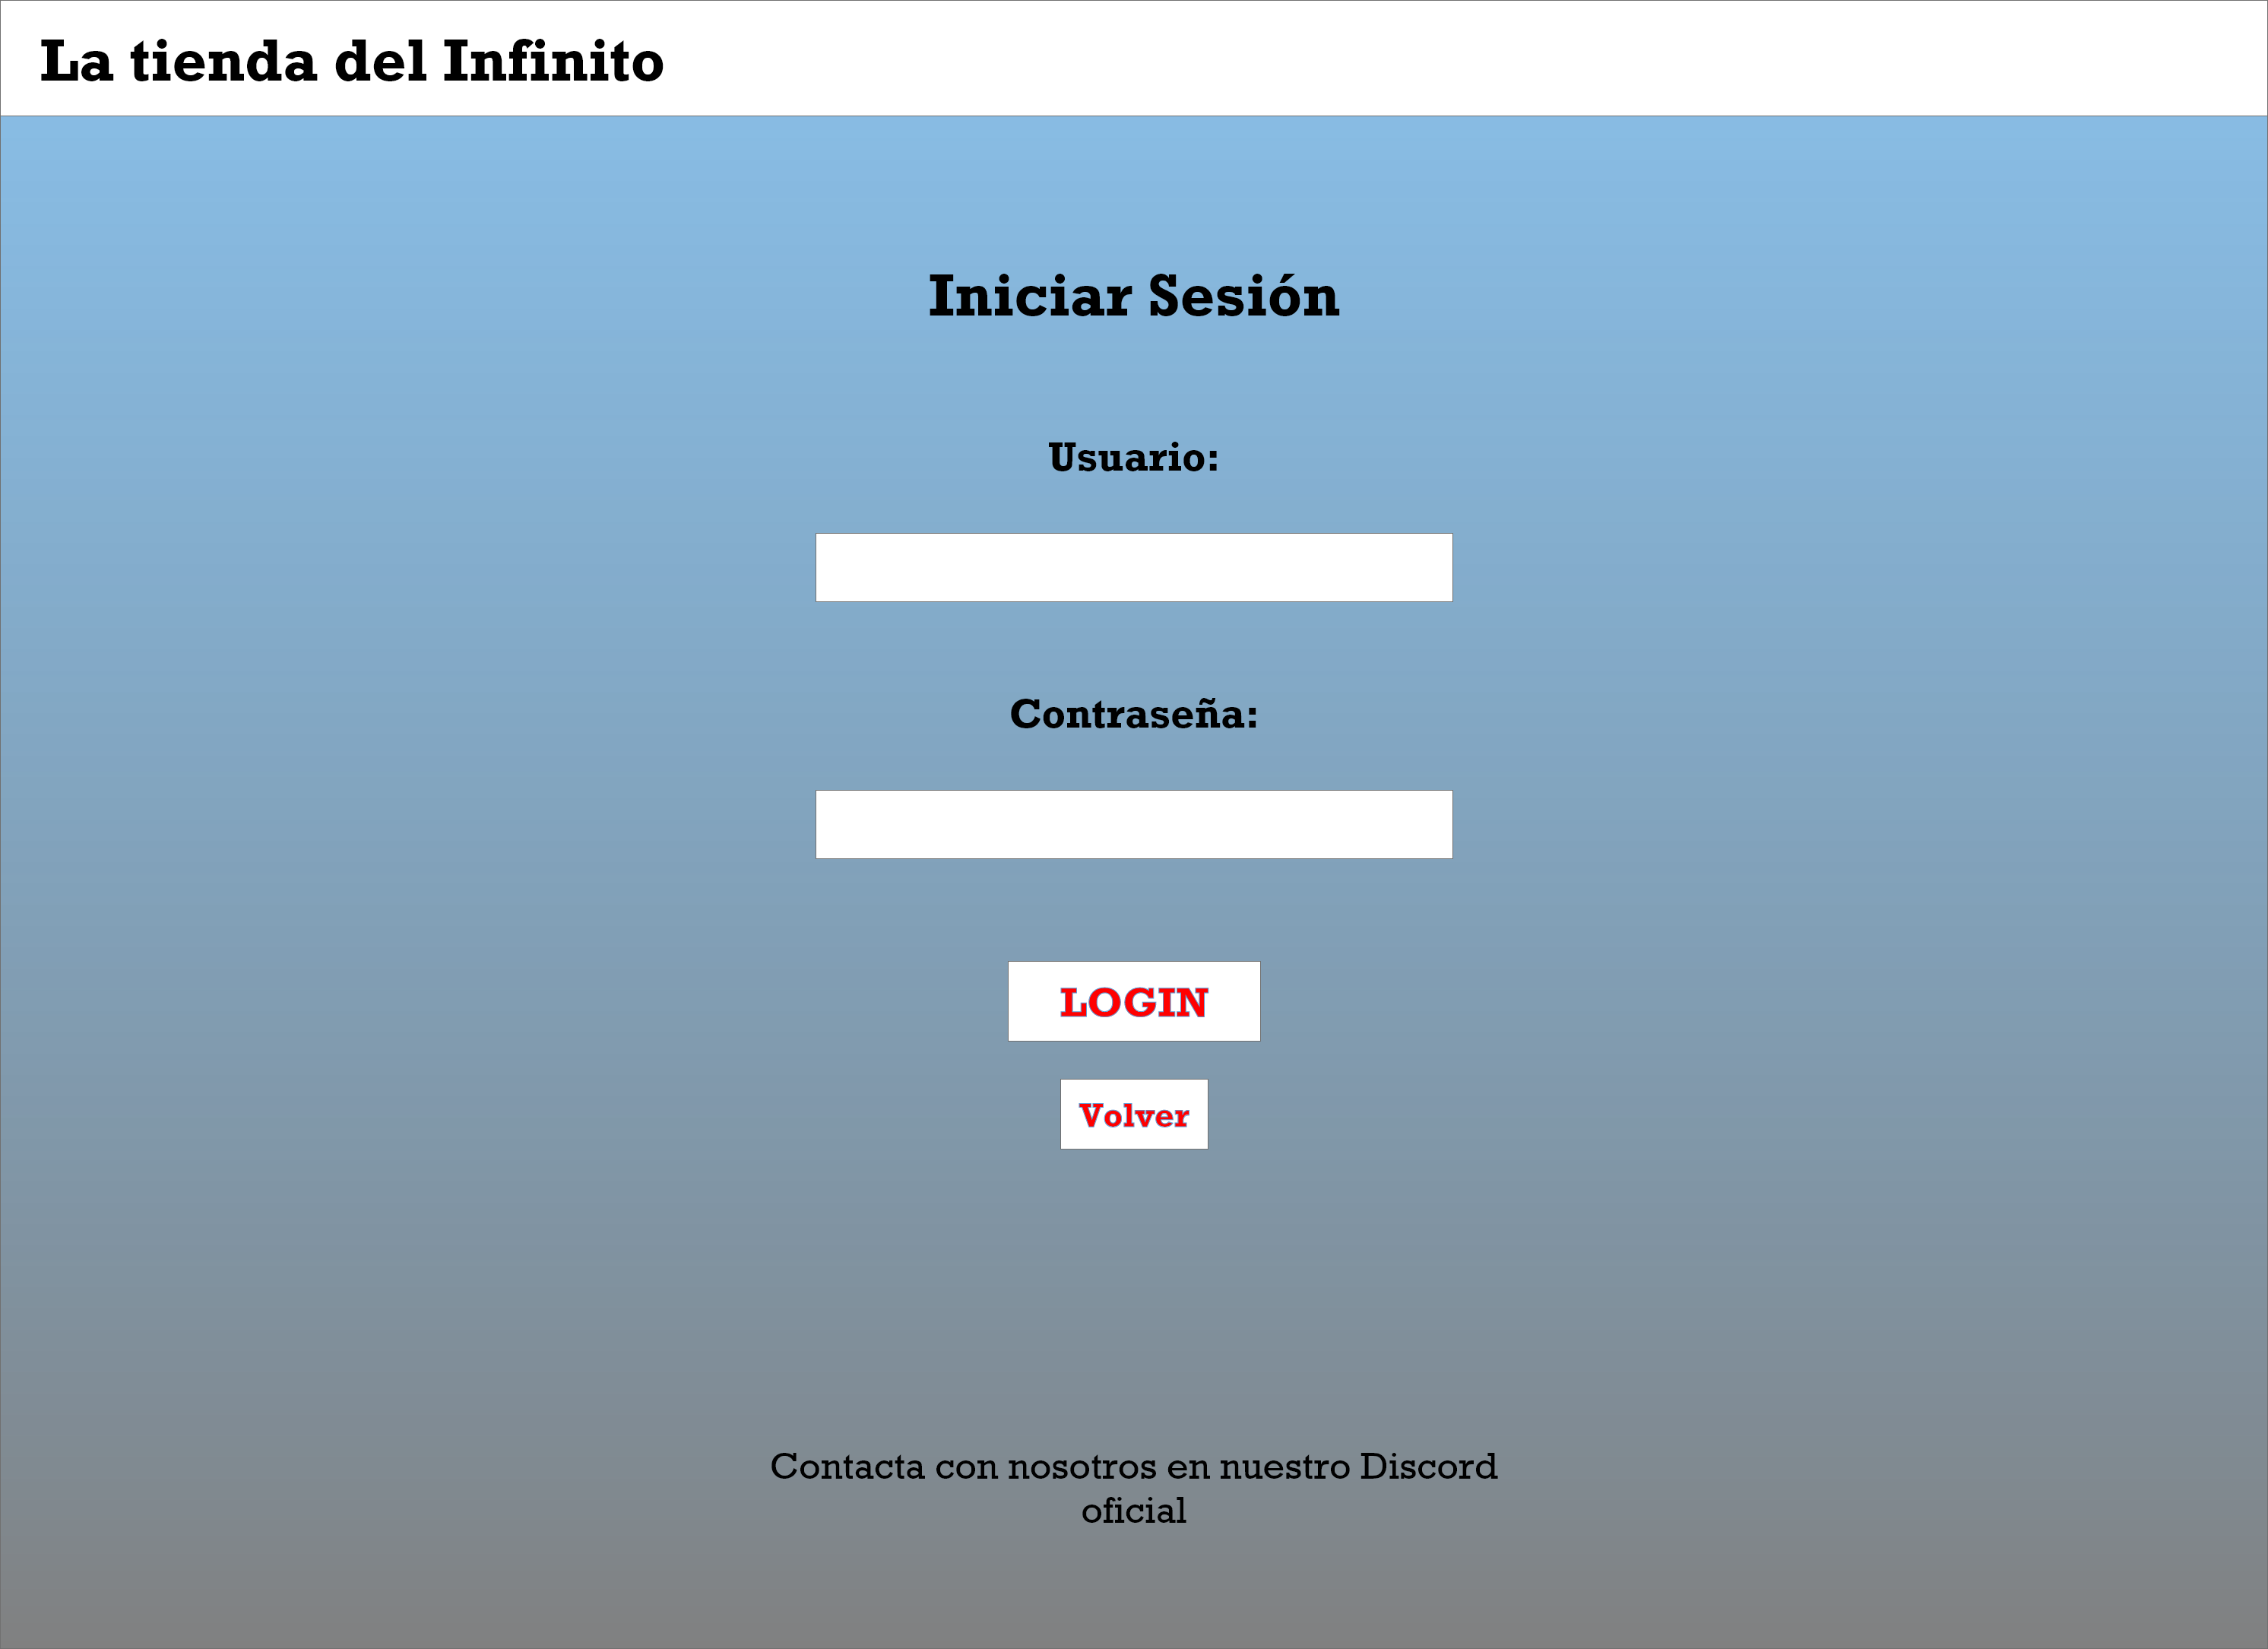 La tienda del Infinito
Iniciar Sesión
Usuario:
Contraseña:
LOGIN
Volver
Contacta con nosotros en nuestro Discord
oficial